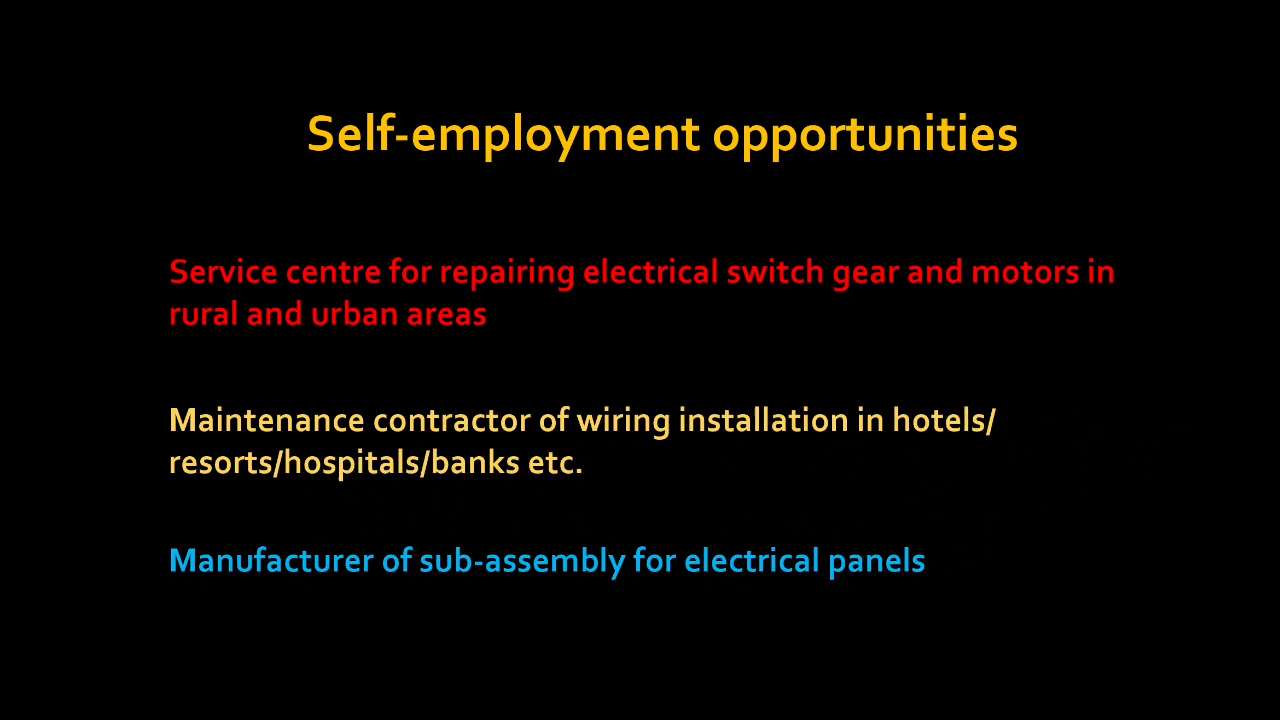 Self-employment opportunities
Service centre for repairing electrical switch gear and motors in
rural and urban areas
Maintenance contractor of wiring installation in hotels/
resorts/hospitals/banks etc.
Manufacturer of sub-assembly for electrical panels